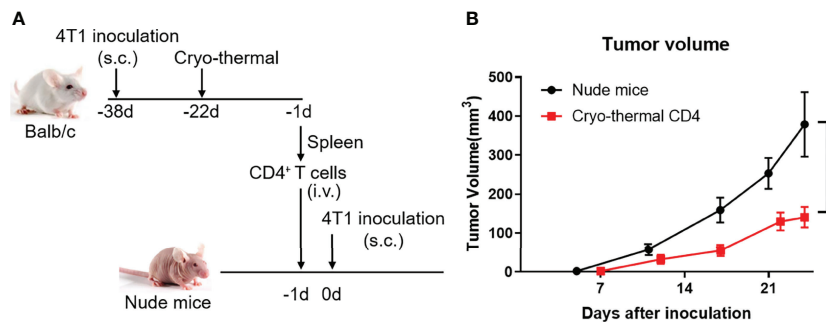 A
4T1 inoculation
(s.c.)
Cryo-thermal
Balb/c
-38d
-22d
-1d
Spleen
CD4⁺ T cells
(i.v.)
4T1 inoculation
(s.c.)
Nude mice
-1d
0d
B
Tumor volume
Tumor Volume(mm³)
500
400
300
200
100
0
Nude mice
Cryo-thermal CD4
7
14
21
Days after inoculation